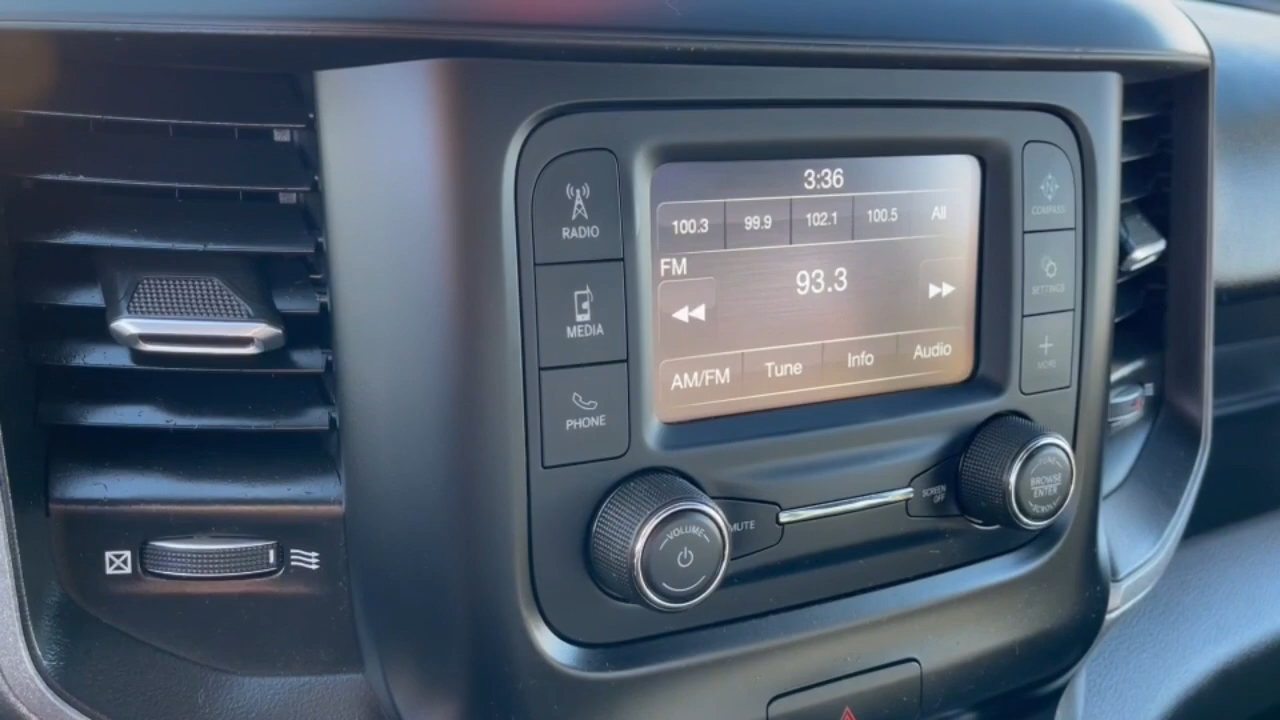 3:36
100.3 99.9 102.1 100.5 All
FM
93.3
AM/FM Tune Info Audio
RADIO
MEDIA
PHONE
COMPASS
SETTINGS
MORE
VOLUME
MUTE
SCREEN
OFF
BROWSE
ENTER
SCROLL